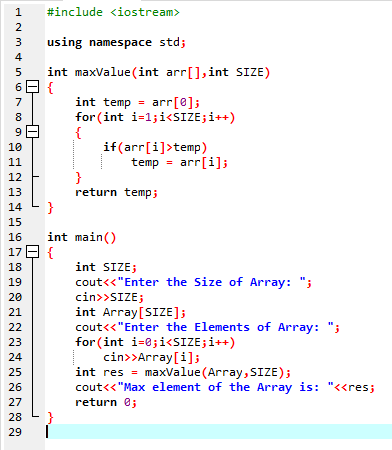 1 #include <iostream>
2
3 using namespace std;
4
5 int maxValue(int arr[],int SIZE)
6 {
7 int temp = arr[0];
8 for(int i=1;i<SIZE;i++)
9 {
10 if(arr[i]>temp)
11 temp = arr[i];
12 }
13 return temp;
14 }
15
16 int main()
17 {
18 int SIZE;
19 cout<<"Enter the Size of Array: ";
20 cin>>SIZE;
21 int Array[SIZE];
22 cout<<"Enter the Elements of Array: ";
23 for(int i=0;i<SIZE;i++)
24 cin>>Array[i];
25 int res = maxValue(Array,SIZE);
26 cout<<"Max element of the Array is: "<<res;
27 return 0;
28 }
29